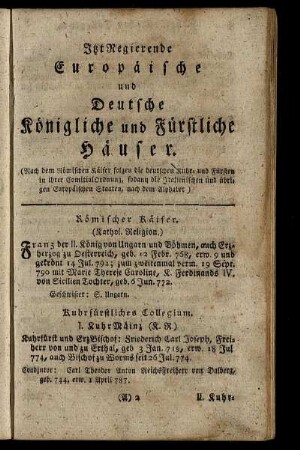 Jtzt Regierende
Europäische
und
Deutsche
Königliche und Fürstliche
Häuser.
(Nach dem Römischen Kaiser folgen die deutschen Kuhr- und Fürsten
in ihrer Comitialordnung, sodann die Italienischen und übri-
gen Europäischen Staaten, nach dem Alphabet.)
Römischer Kaiser.
(Kathol. Religion.)
Franz der II. König von Ungarn und Böhmen, auch Erz-
herzog zu Oesterreich, geb. 12 Febr. 768, erw. 9 und
gekrönt 14 Jul. 792; zum zweitenmal verm. 19 Sept.
790 mit Marie Therese Caroline, K. Ferdinands IV.
von Sicilien Tochter, geb. 6 Jun. 772.
Geschwister: S. Ungarn.
Kuhrfürstliches Collegium.
I. Kuhr Mainz (K. R.)
Kuhrfürst und Erz Bischof: Friederich Carl Joseph, Frei-
herr von und zu Erthal, geb 3 Jan. 719, erw. 18 Jul
774, auch Bischof zu Worms seit 26 Jul. 774.
Coadjutor: Carl Theodor Anton Reichsfreiherr von Dalberg,
geb. 744, erw. 1 April 787.
(A) 2
II. Kuhr-